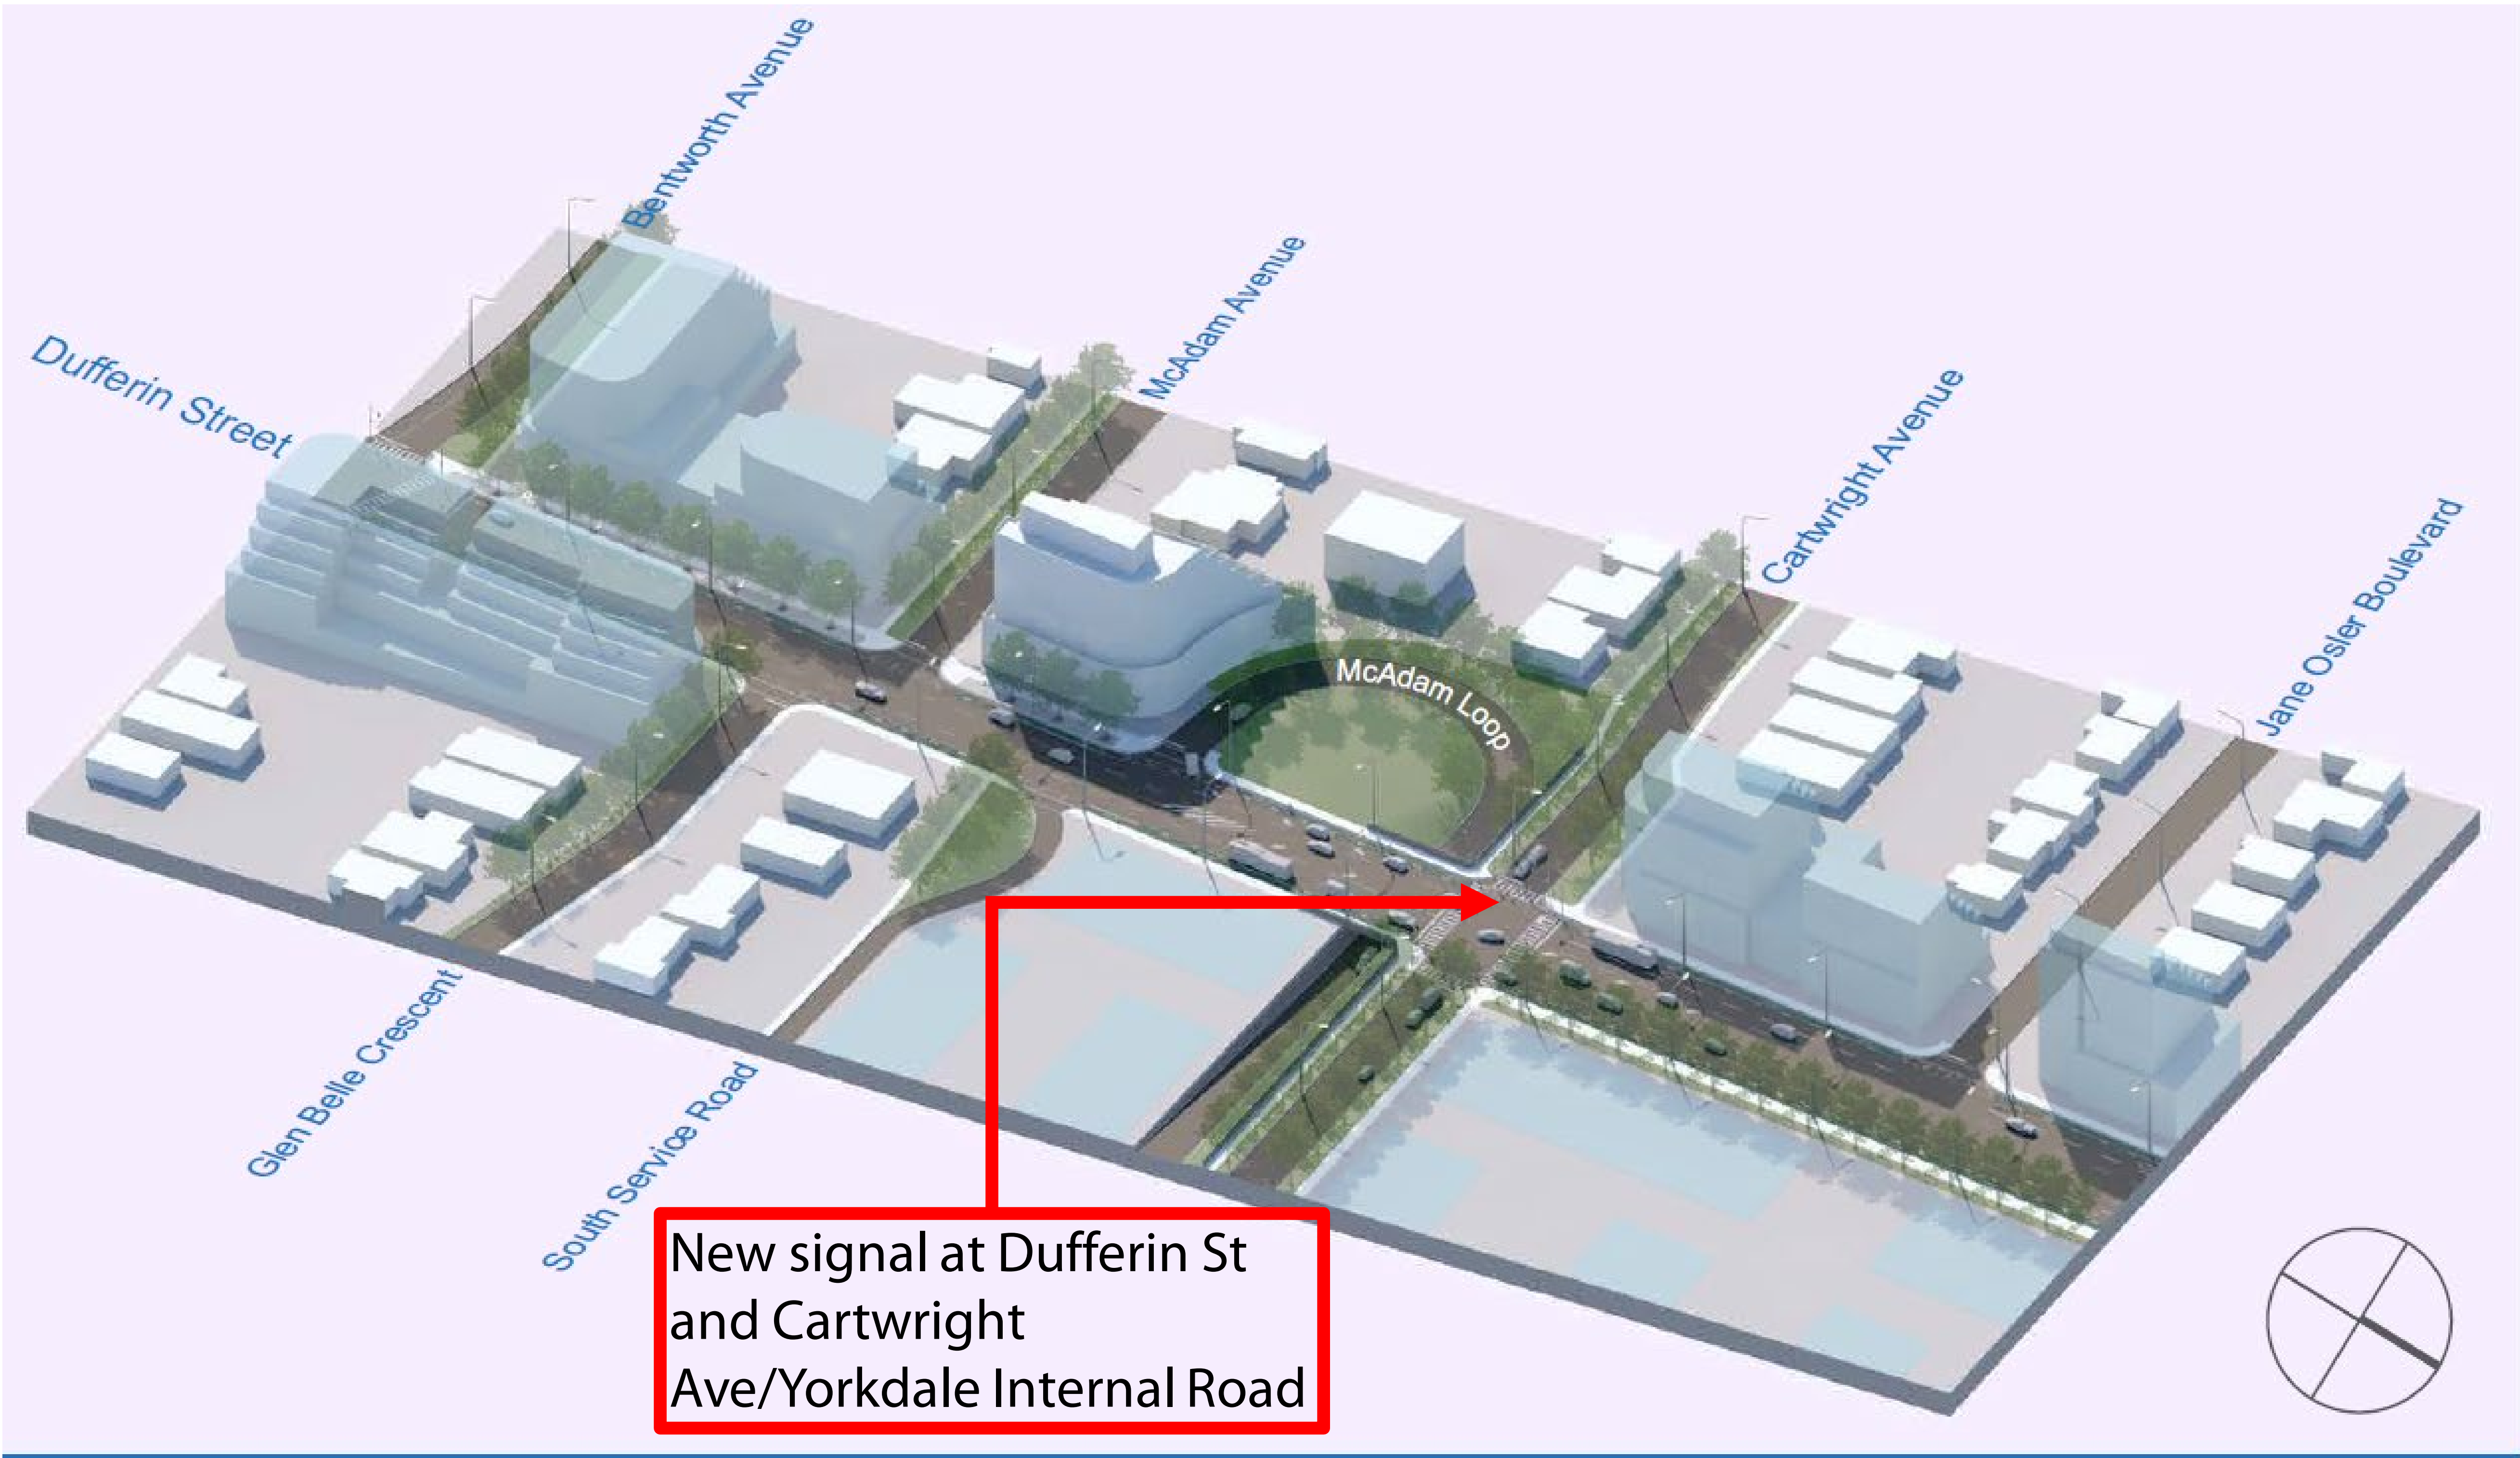 Bentworth Avenue
McAdam Avenue
Dufferin Street
Cartwright Avenue
Jane Osler Boulevard
McAdam Loop
Glen Belle Crescent
South Service Road
New signal at Dufferin St
and Cartwright
Ave/Yorkdale Internal Road